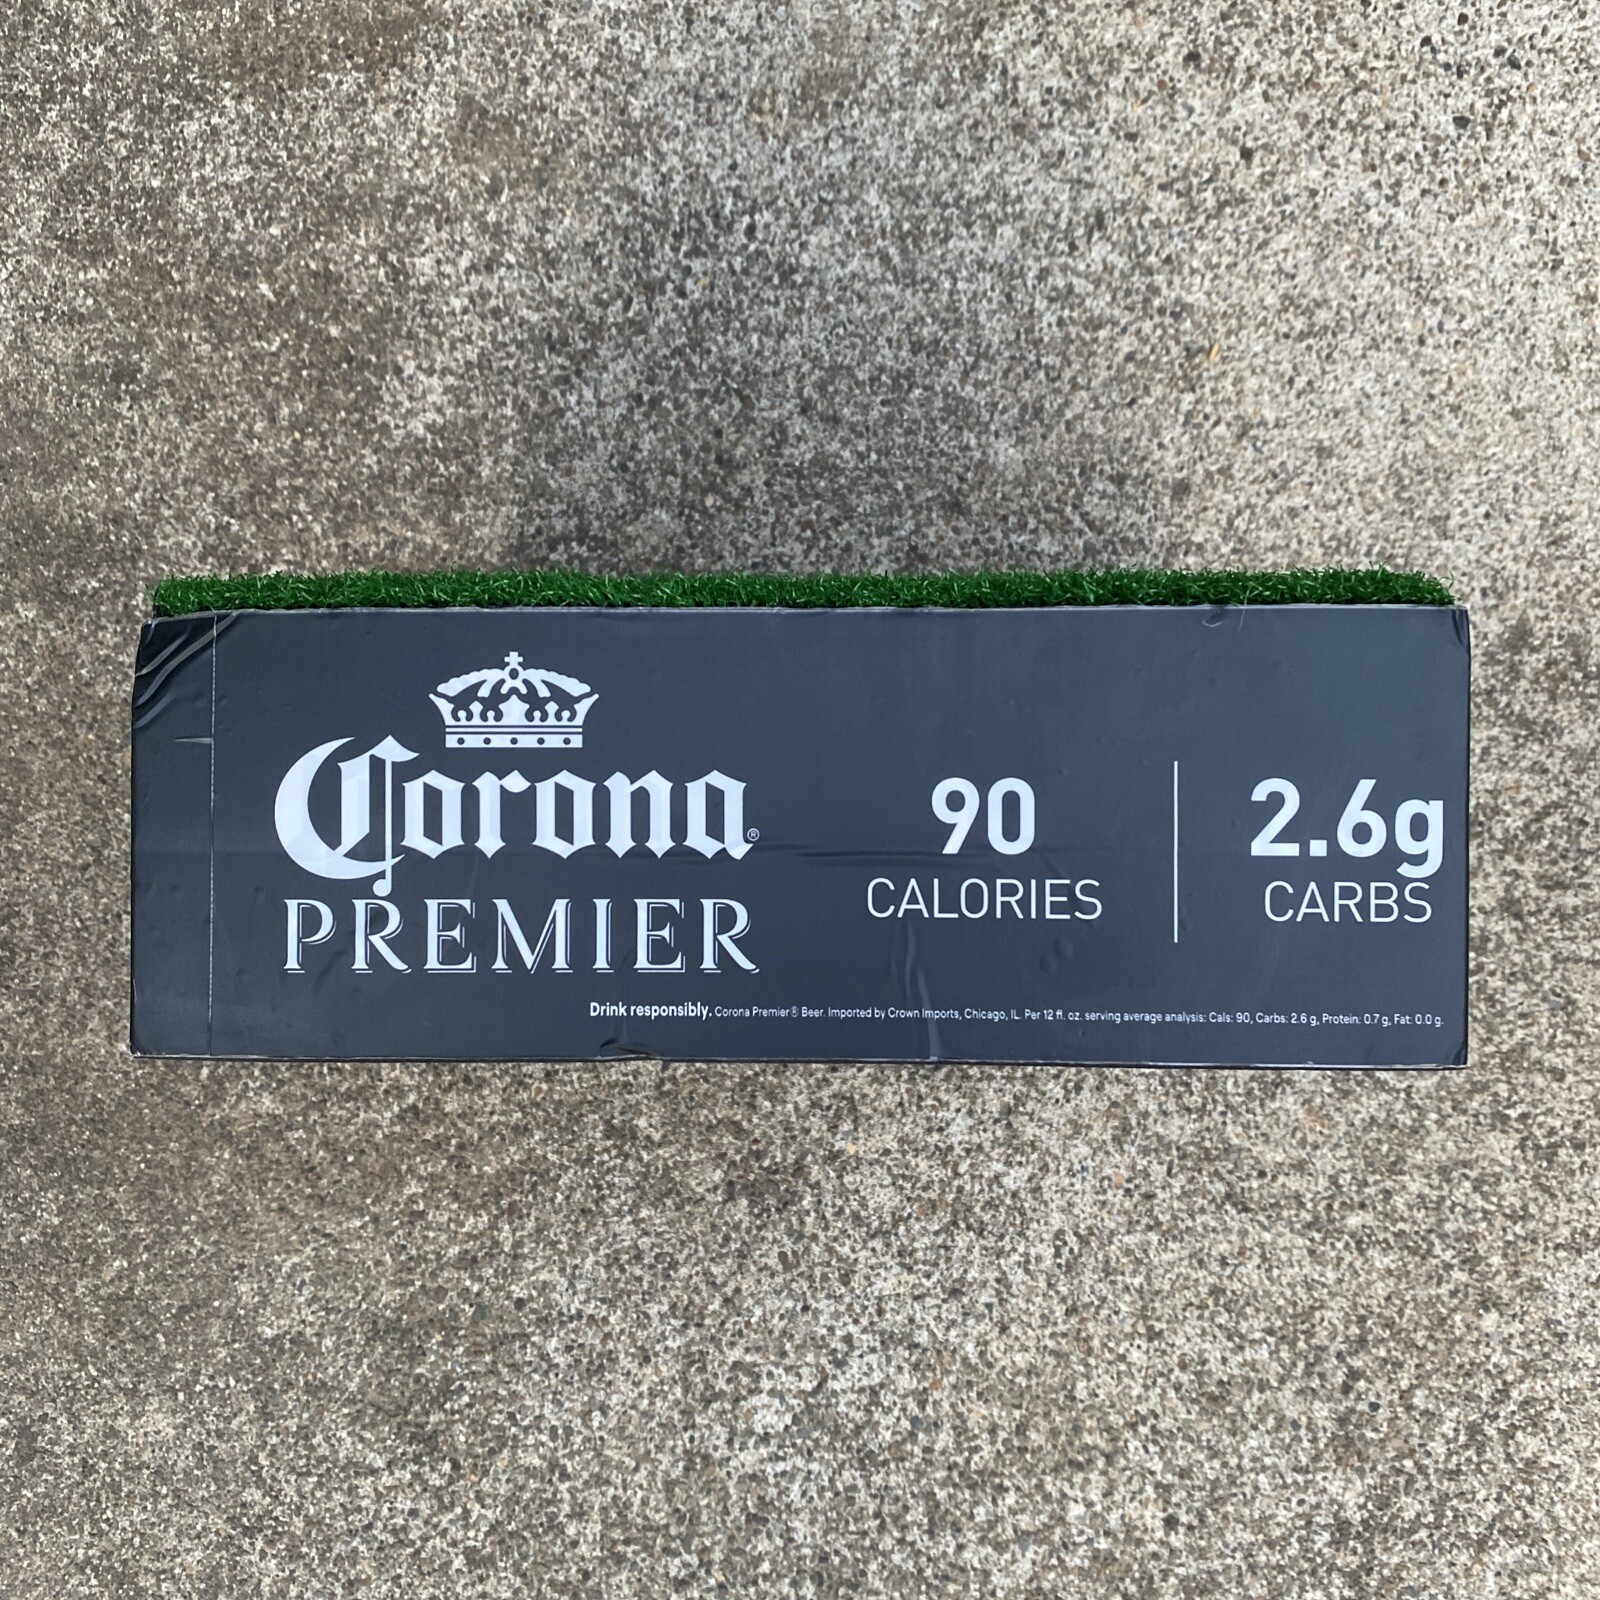 Corona®
PREMIER
90
CALORIES
2.6g
CARBS
Drink responsibly. Corona Premier® Beer. Imported by Crown Imports, Chicago, IL. Per 12 fl. oz. serving average analysis: Cals: 90, Carbs: 2.6 g, Protein: 0.7 g, Fat: 0.0 g.